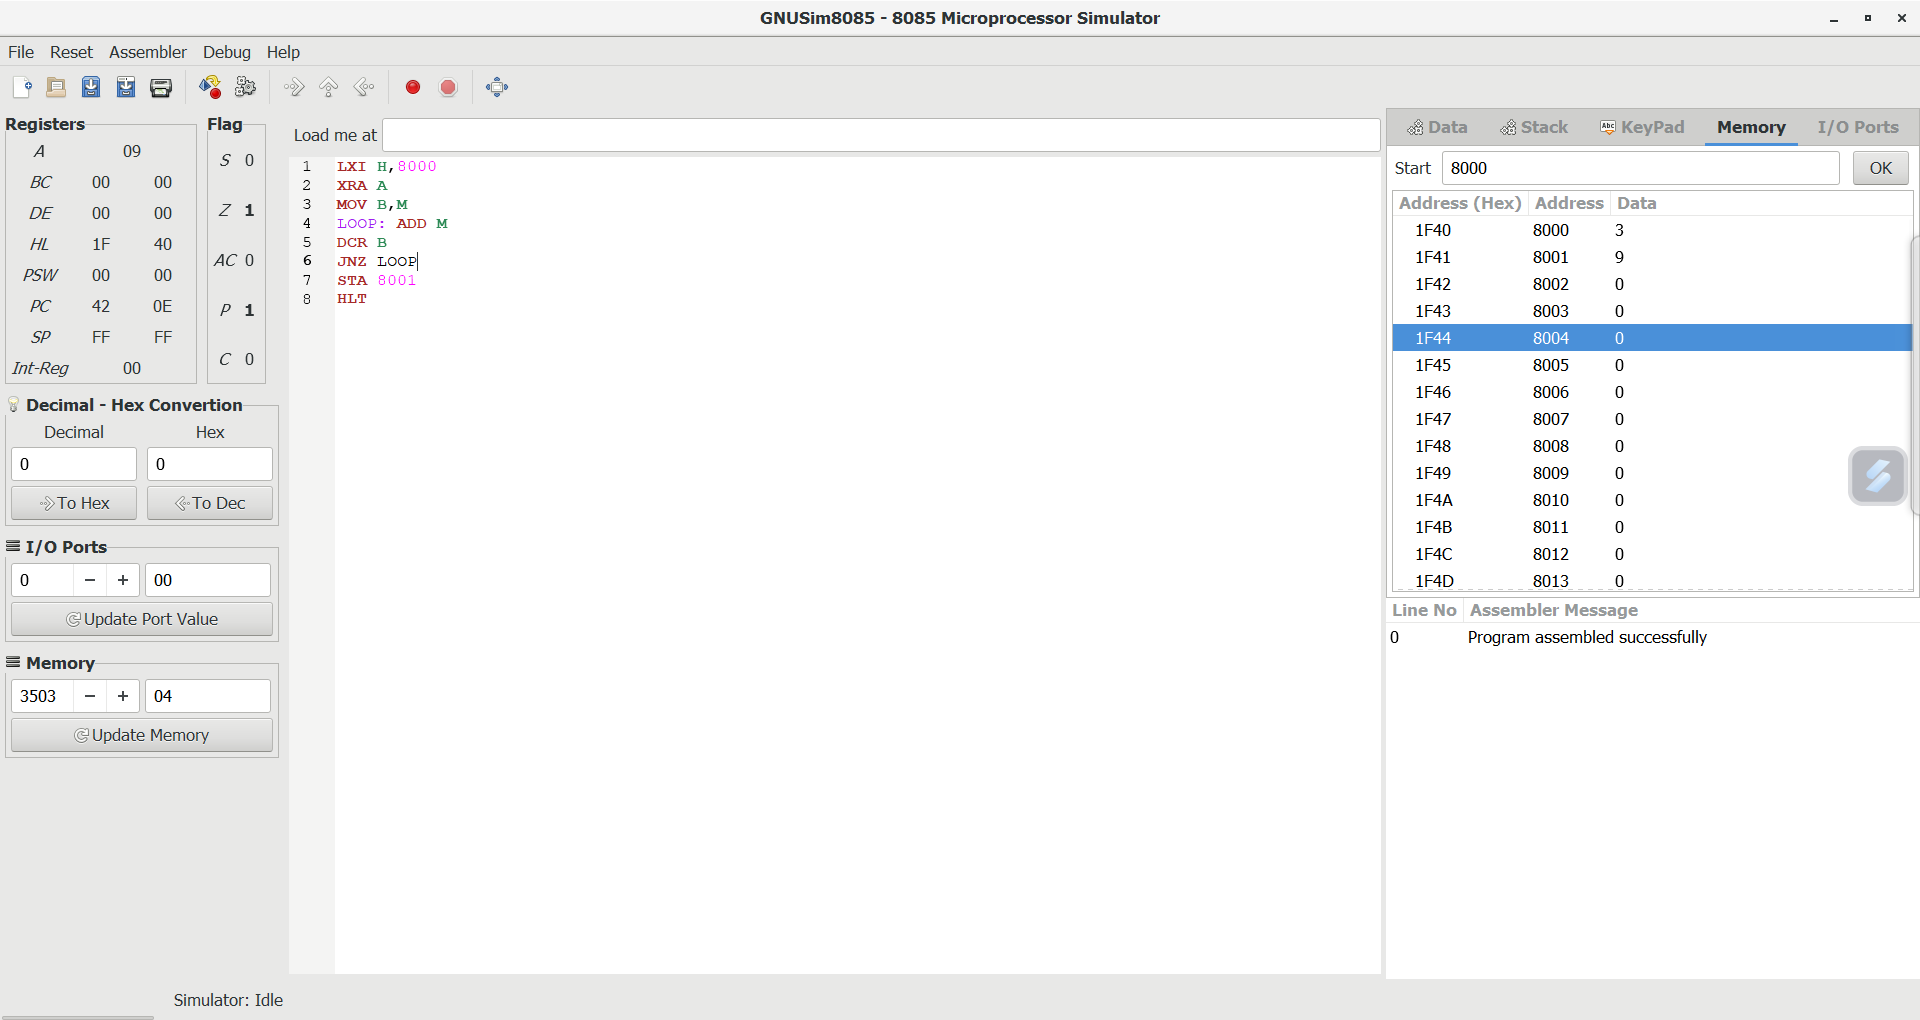 GNUSim8085 - 8085 Microprocessor Simulator
File Reset Assembler Debug Help
Registers
A 09
BC 00 00
DE 00 00
HL 1F 40
PSW 00 00
PC 42 0E
SP FF FF
Int-Reg 00
Flag
S 0
Z 1
AC 0
P 1
C 0
Decimal - Hex Convertion
Decimal Hex
0 0
To Hex To Dec
I/O Ports
0 − + 00
Update Port Value
Memory
3503 − + 04
Update Memory
Load me at
1 LXI H,8000
2 XRA A
3 MOV B,M
4 LOOP: ADD M
5 DCR B
6 JNZ LOOP
7 STA 8001
8 HLT
Data Stack Abc KeyPad Memory I/O Ports
Start 8000 OK
Address (Hex) Address Data
1F40 8000 3
1F41 8001 9
1F42 8002 0
1F43 8003 0
1F44 8004 0
1F45 8005 0
1F46 8006 0
1F47 8007 0
1F48 8008 0
1F49 8009 0
1F4A 8010 0
1F4B 8011 0
1F4C 8012 0
1F4D 8013 0
Line No Assembler Message
0 Program assembled successfully
Simulator: Idle